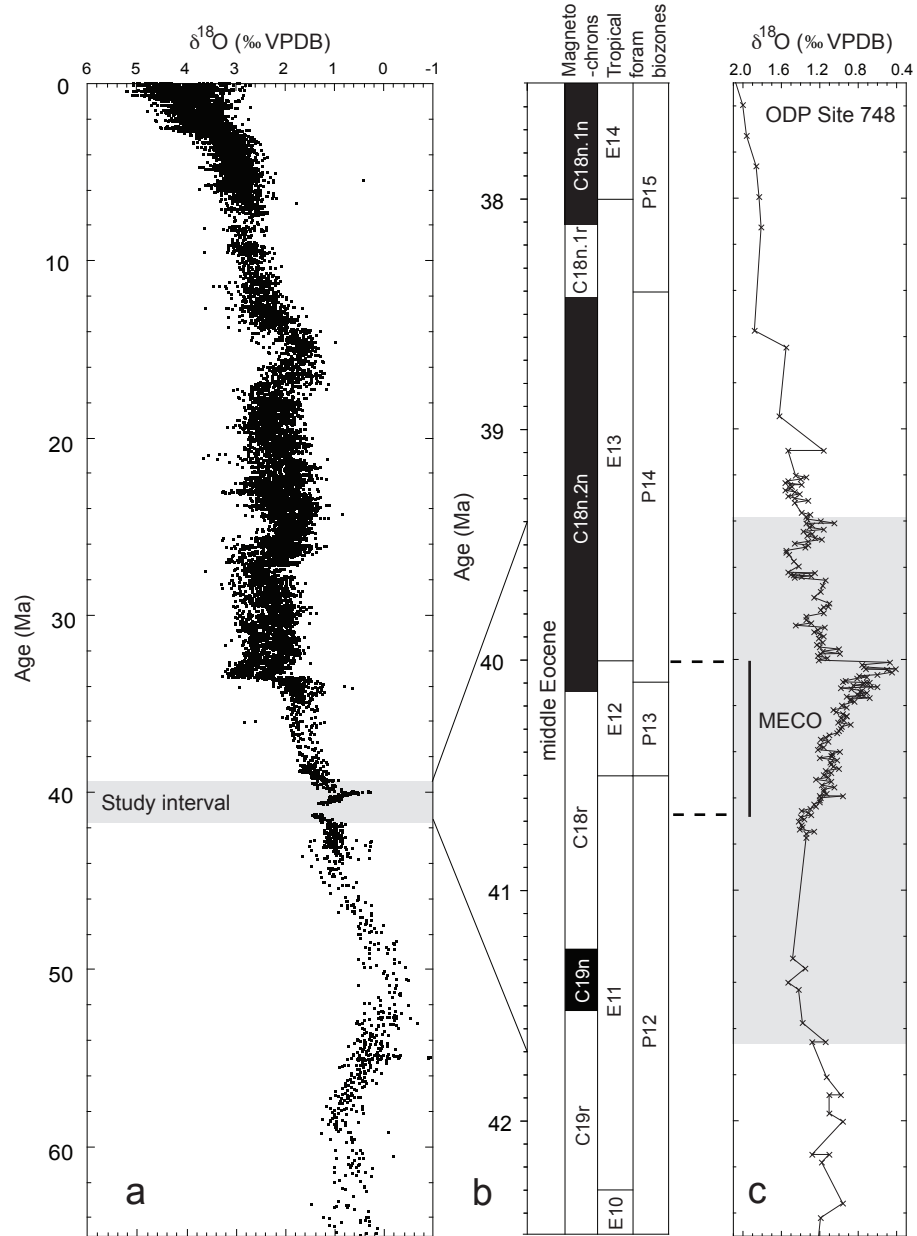 δ18O (‰ VPDB)
6 5 4 3 2 1 0 -1
0
10
20
30
40
50
60
Age (Ma)
Study interval
a
Magneto
-chrons
Tropical
foram
biozones
Age (Ma)
38
39
40
41
42
middle Eocene
C18n.1n
C18n.1r
C18n.2n
C18r
C19n
C19r
E14
E13
E12
E11
E10
P15
P14
P13
P12
b
δ18O (‰ VPDB)
2.0 1.6 1.2 0.8 0.4
ODP Site 748
MECO
c